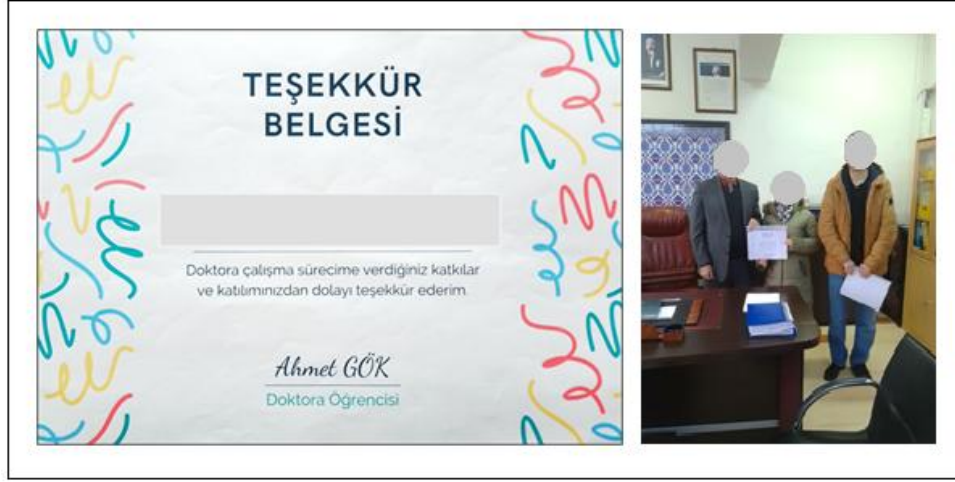 TEŞEKKÜR
BELGESİ
Doktora çalışma sürecime verdiğiniz katkılar
ve katılımınızdan dolayı teşekkür ederim.
Ahmet GÖK
Doktora Öğrencisi